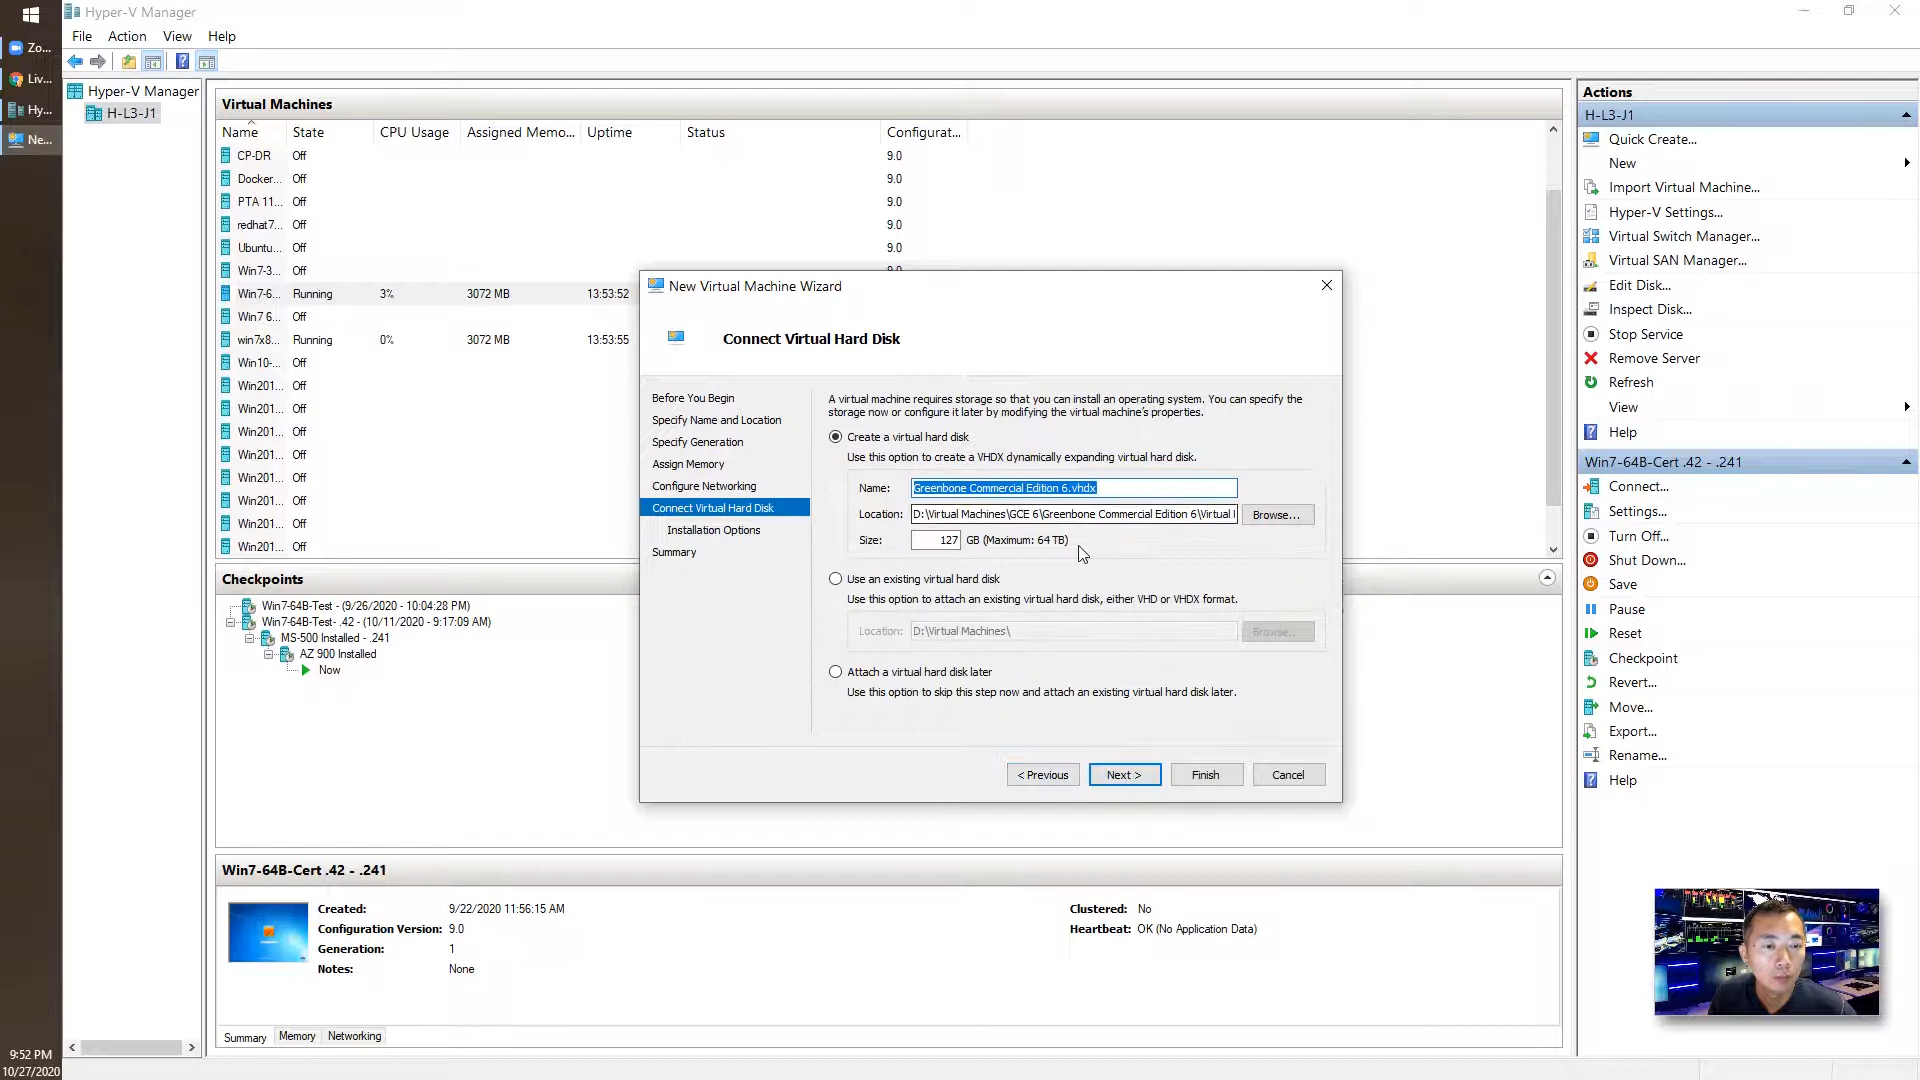 Hyper-V Manager
File Action View Help
Zo...
Liv...
Hy...
Ne...
Hyper-V Manager
H-L3-J1
Virtual Machines
Name State CPU Usage Assigned Memo... Uptime Status Configurat...
CP-DR Off 9.0
Docker... Off 9.0
PTA 11... Off 9.0
redhat7... Off 9.0
Ubuntu... Off 9.0
Win7-3... Off 9.0
Win7-6... Running 3% 3072 MB 13:53:52
Win7 6... Off
win7x8... Running 0% 3072 MB 13:53:55
Win10-... Off
Win201... Off
Win201... Off
Win201... Off
Win201... Off
Win201... Off
Win201... Off
Win201... Off
Win201... Off
Checkpoints
Win7-64B-Test - (9/26/2020 - 10:04:28 PM)
Win7-64B-Test- .42 - (10/11/2020 - 9:17:09 AM)
MS-500 Installed - .241
AZ 900 Installed
Now
Win7-64B-Cert .42 - .241
Created: 9/22/2020 11:56:15 AM
Configuration Version: 9.0
Generation: 1
Notes: None
Clustered: No
Heartbeat: OK (No Application Data)
Summary Memory Networking
New Virtual Machine Wizard
Connect Virtual Hard Disk
Before You Begin
Specify Name and Location
Specify Generation
Assign Memory
Configure Networking
Connect Virtual Hard Disk
Installation Options
Summary
A virtual machine requires storage so that you can install an operating system. You can specify the
storage now or configure it later by modifying the virtual machine's properties.
Create a virtual hard disk
Use this option to create a VHDX dynamically expanding virtual hard disk.
Name: Greenbone Commercial Edition 6.vhdx
Location: D:\Virtual Machines\GCE 6\Greenbone Commercial Edition 6\Virtual Browse...
Size: 127 GB (Maximum: 64 TB)
Use an existing virtual hard disk
Use this option to attach an existing virtual hard disk, either VHD or VHDX format.
Location: D:\Virtual Machines\ Browse...
Attach a virtual hard disk later
Use this option to skip this step now and attach an existing virtual hard disk later.
< Previous Next > Finish Cancel
Actions
H-L3-J1
Quick Create...
New
Import Virtual Machine...
Hyper-V Settings...
Virtual Switch Manager...
Virtual SAN Manager...
Edit Disk...
Inspect Disk...
Stop Service
Remove Server
Refresh
View
Help
Win7-64B-Cert .42 - .241
Connect...
Settings...
Turn Off...
Shut Down...
Save
Pause
Reset
Checkpoint
Revert...
Move...
Export...
Rename...
Help
9:52 PM
10/27/2020